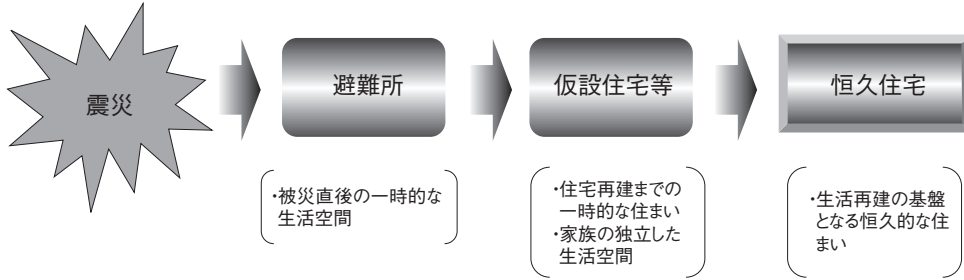 震災
避難所
仮設住宅等
恒久住宅
・被災直後の一時的な
生活空間
・住宅再建までの
一時的な住まい
・家族の独立した
生活空間
・生活再建の基盤
となる恒久的な住
まい